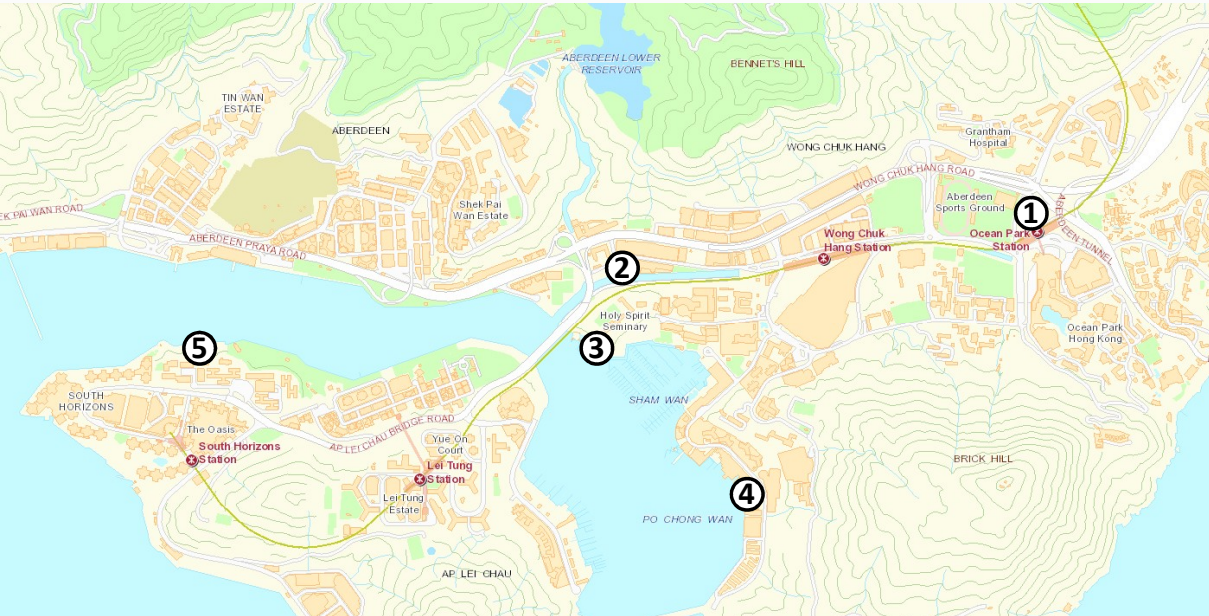 ABERDEEN LOWER
RESERVOIR
BENNET'S HILL
TIN WAN
ESTATE
ABERDEEN
Grantham
Hospital
WONG CHUK HANG
WONG CHUK HANG ROAD
Shek Pai
Wan Estate
Aberdeen
Sports Ground
1
EK PAI WAN ROAD
ABERDEEN PRAYA ROAD
Wong Chuk
Hang Station
Ocean Park
Station
ABERDEEN TUNNEL
2
Holy Spirit
Seminary
3
Ocean Park
Hong Kong
5
SOUTH
HORIZONS
SHAM WAN
The Oasis
AP LEI CHAU BRIDGE ROAD
South Horizons
Station
Yue On
Court
Lei Tung
Station
BRICK HILL
Lei Tung
Estate
4
PO CHONG WAN
AP LEI CHAU